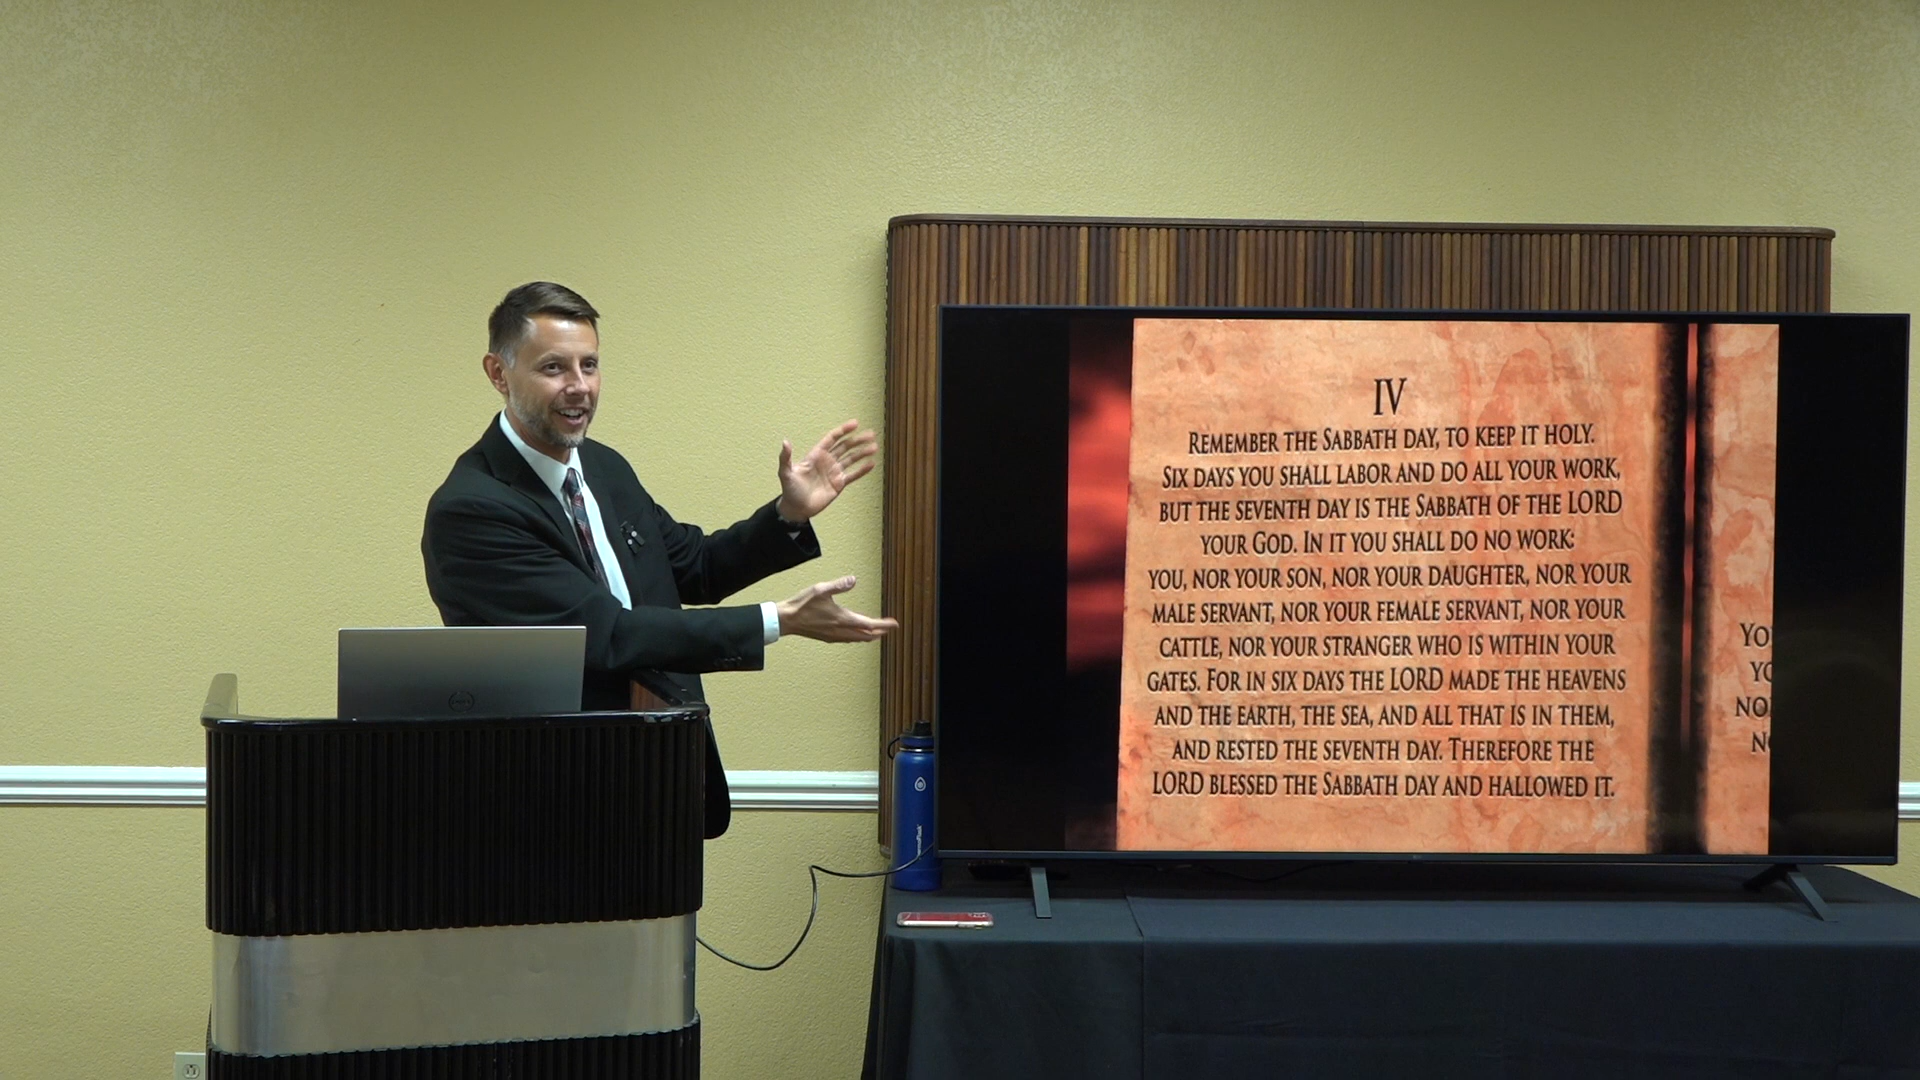 IV
REMEMBER THE SABBATH DAY, TO KEEP IT HOLY.
SIX DAYS YOU SHALL LABOR AND DO ALL YOUR WORK,
BUT THE SEVENTH DAY IS THE SABBATH OF THE LORD
YOUR GOD. IN IT YOU SHALL DO NO WORK:
YOU, NOR YOUR SON, NOR YOUR DAUGHTER, NOR YOUR
MALE SERVANT, NOR YOUR FEMALE SERVANT, NOR YOUR
CATTLE, NOR YOUR STRANGER WHO IS WITHIN YOUR
GATES. FOR IN SIX DAYS THE LORD MADE THE HEAVENS
AND THE EARTH, THE SEA, AND ALL THAT IS IN THEM,
AND RESTED THE SEVENTH DAY. THEREFORE THE
LORD BLESSED THE SABBATH DAY AND HALLOWED IT.
DELL